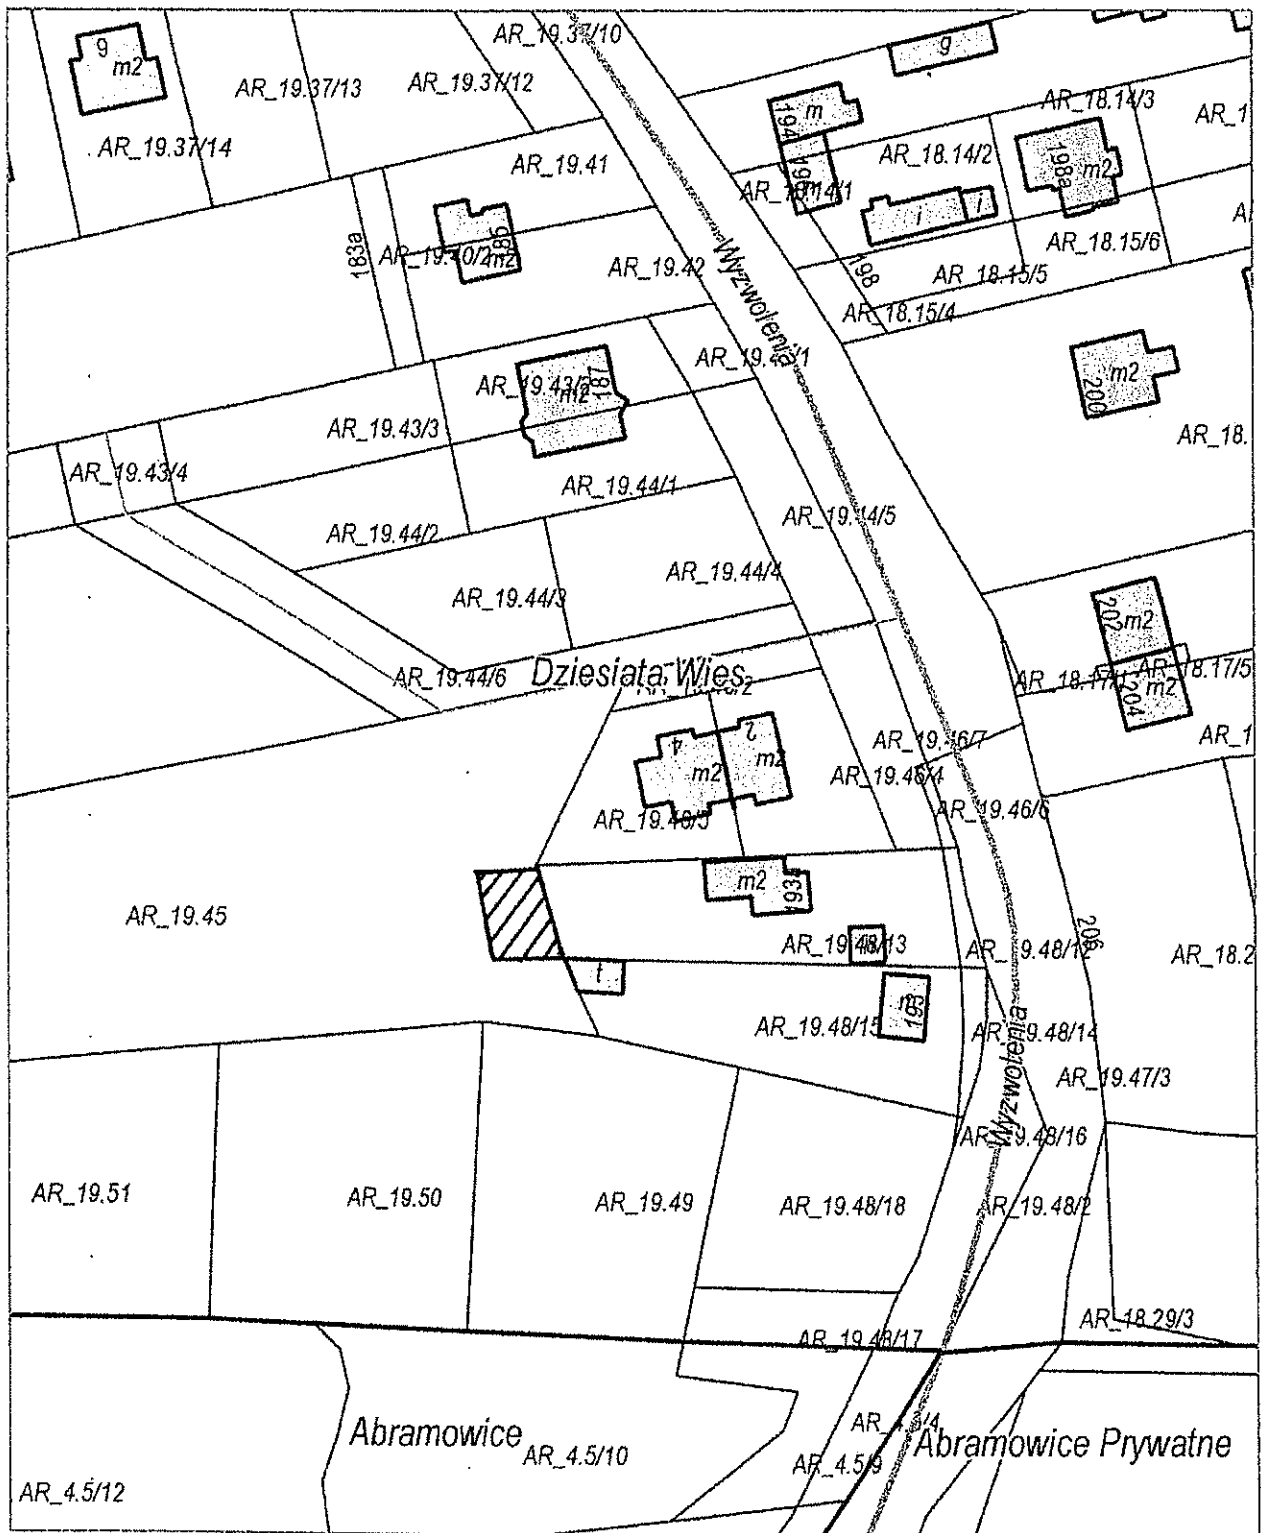 AR_19.37/10
9
m2
g
AR_19.37/13
AR_19.37/12
AR_18.14/3
194
m
AR_1
AR_19.37/14
AR_19.41
AR_18.14/2
198a
m2
i
i
183a
AR_19.40/2
m2
AR_19.42
Wyzwolenia
198
AR_18.15/6
AR_18.15/5
AR_18.15/4
187
m2
AR_19.43/3
200
m2
AR_18.
AR_19.43/4
AR_19.44/1
AR_19.44/2
AR_19.44/5
AR_19.44/3
AR_19.44/4
202
m2
AR_19.44/6
Dziesiata Wies
AR_18.17/5
204
m2
4
2
m2
m2
AR_19.46/7
AR_1
AR_19.46/4
AR_19.46/6
m2
193
AR_19.45
AR_19.48/13
AR_19.48/12
206
AR_18.2
t
195
AR_19.48/15
AR_19.48/14
Wyzwolenia
AR_19.47/3
AR_19.48/16
AR_19.51
AR_19.50
AR_19.49
AR_19.48/18
AR_19.48/2
AR_18.29/3
AR_19.48/17
Abramowice
AR_4.5/10
Abramowice Prywatne
AR_4.5/9
AR_4.5/12